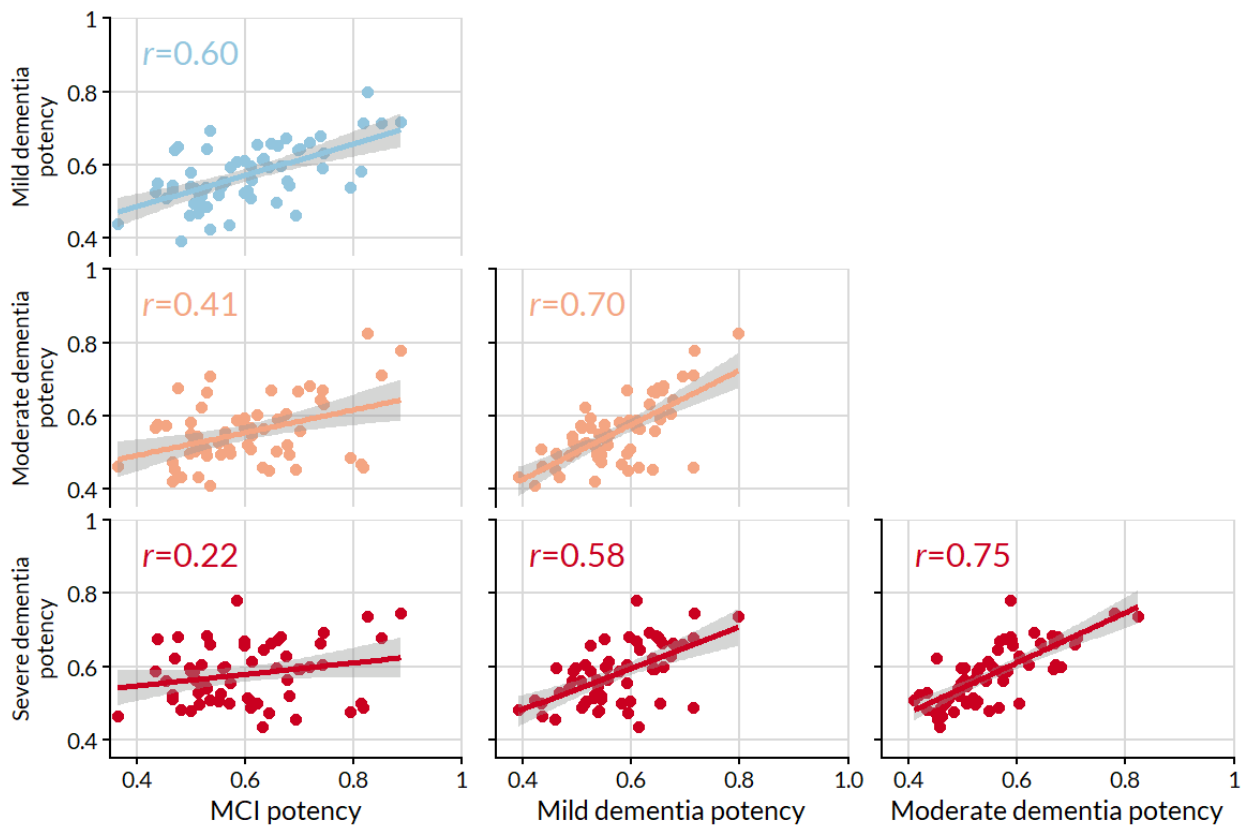 1
0.8
0.6
0.4
Mild dementia
potency
r=0.60
1
0.8
0.6
0.4
Moderate dementia
potency
r=0.41
r=0.70
1
0.8
0.6
0.4
Severe dementia
potency
r=0.22
r=0.58
r=0.75
0.4 0.6 0.8 1
0.4 0.6 0.8 1.0
0.4 0.6 0.8 1
MCI potency
Mild dementia potency
Moderate dementia potency